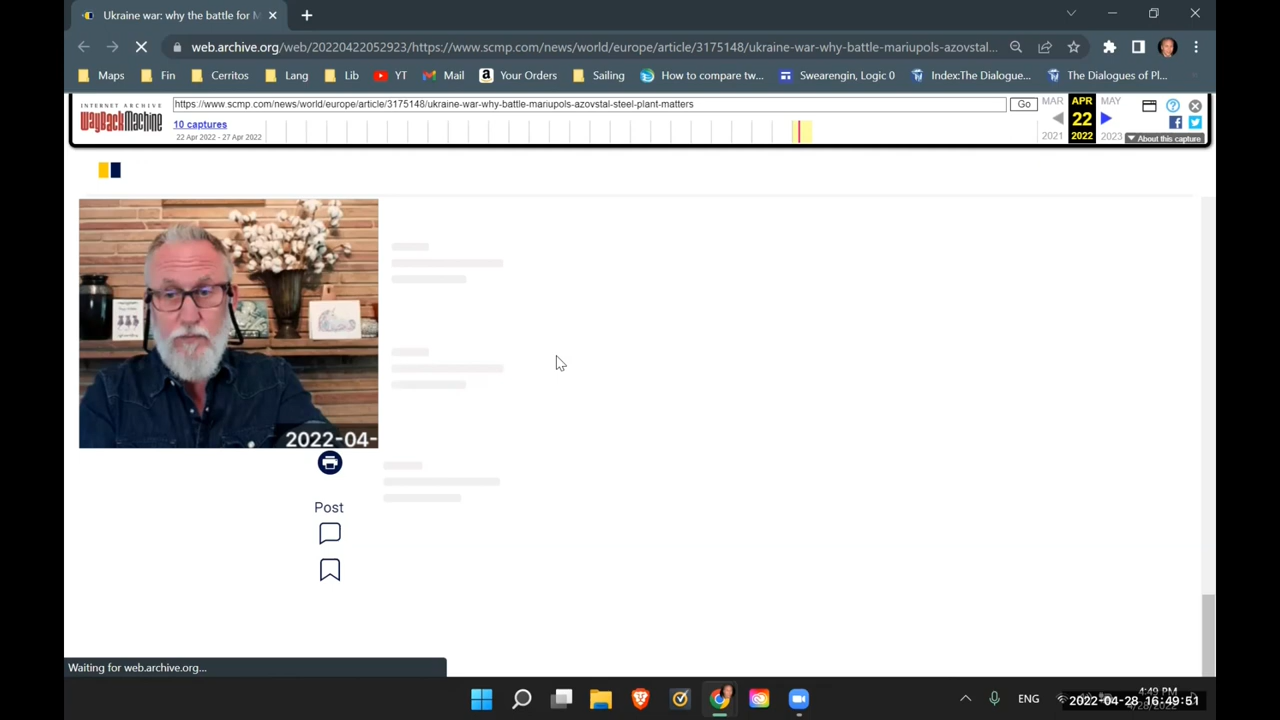 Ukraine war: why the battle for M
web.archive.org/web/20220422052923/https://www.scmp.com/news/world/europe/article/3175148/ukraine-war-why-battle-mariupols-azovstal...
Maps Fin Cerritos Lang Lib YT Mail Your Orders Sailing How to compare tw... Swearengin, Logic 0 Index:The Dialogue... The Dialogues of Pl...
INTERNET ARCHIVE
WayBackMachine
https://www.scmp.com/news/world/europe/article/3175148/ukraine-war-why-battle-mariupols-azovstal-steel-plant-matters
Go
MAR APR MAY
10 captures
22
22 Apr 2022 - 27 Apr 2022
2021 2022 2023
About this capture
2022-04-
Post
Waiting for web.archive.org...
ENG
4:49 PM
2022-04-28 16:49:51